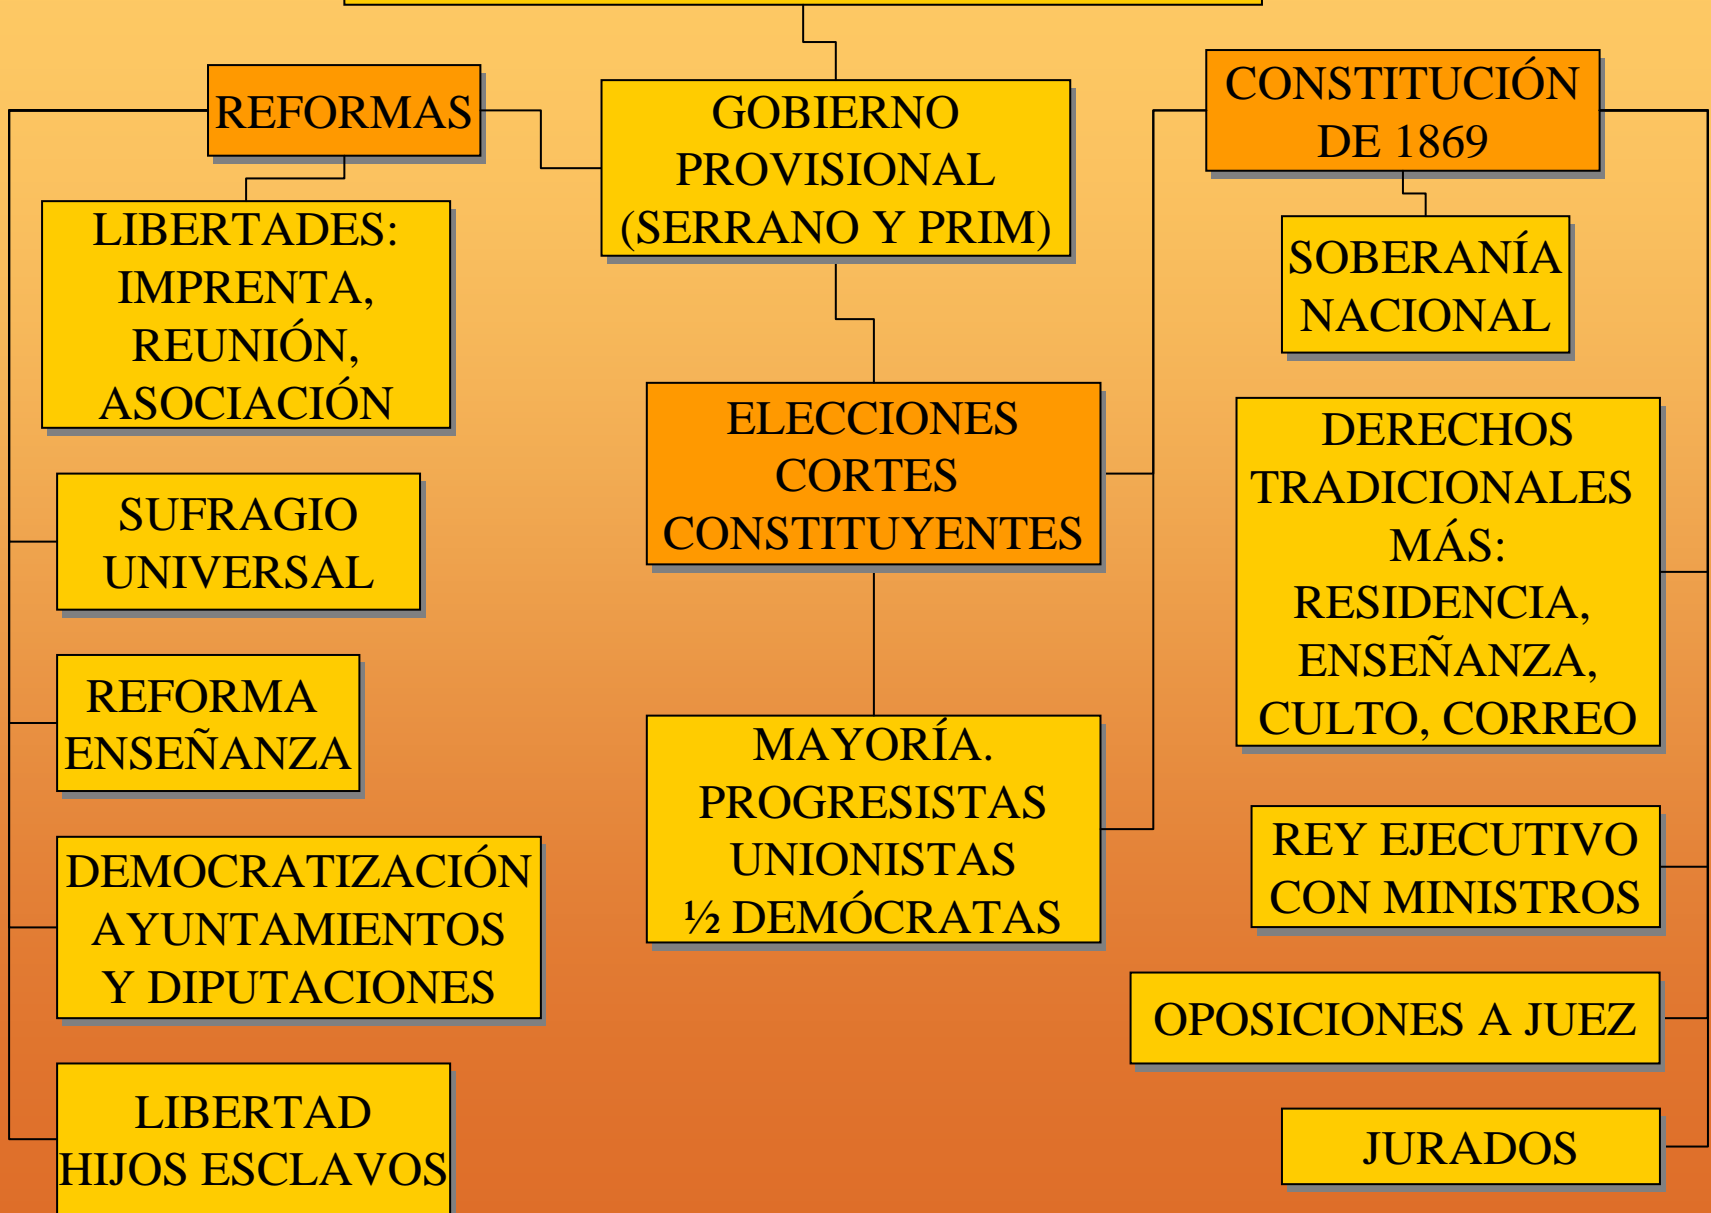 REFORMAS
LIBERTADES:
IMPRENTA,
REUNIÓN,
ASOCIACIÓN
SUFRAGIO
UNIVERSAL
REFORMA
ENSEÑANZA
DEMOCRATIZACIÓN
AYUNTAMIENTOS
Y DIPUTACIONES
LIBERTAD
HIJOS ESCLAVOS
GOBIERNO
PROVISIONAL
(SERRANO Y PRIM)
ELECCIONES
CORTES
CONSTITUYENTES
MAYORÍA.
PROGRESISTAS
UNIONISTAS
½ DEMÓCRATAS
CONSTITUCIÓN
DE 1869
SOBERANÍA
NACIONAL
DERECHOS
TRADICIONALES
MÁS:
RESIDENCIA,
ENSEÑANZA,
CULTO, CORREO
REY EJECUTIVO
CON MINISTROS
OPOSICIONES A JUEZ
JURADOS